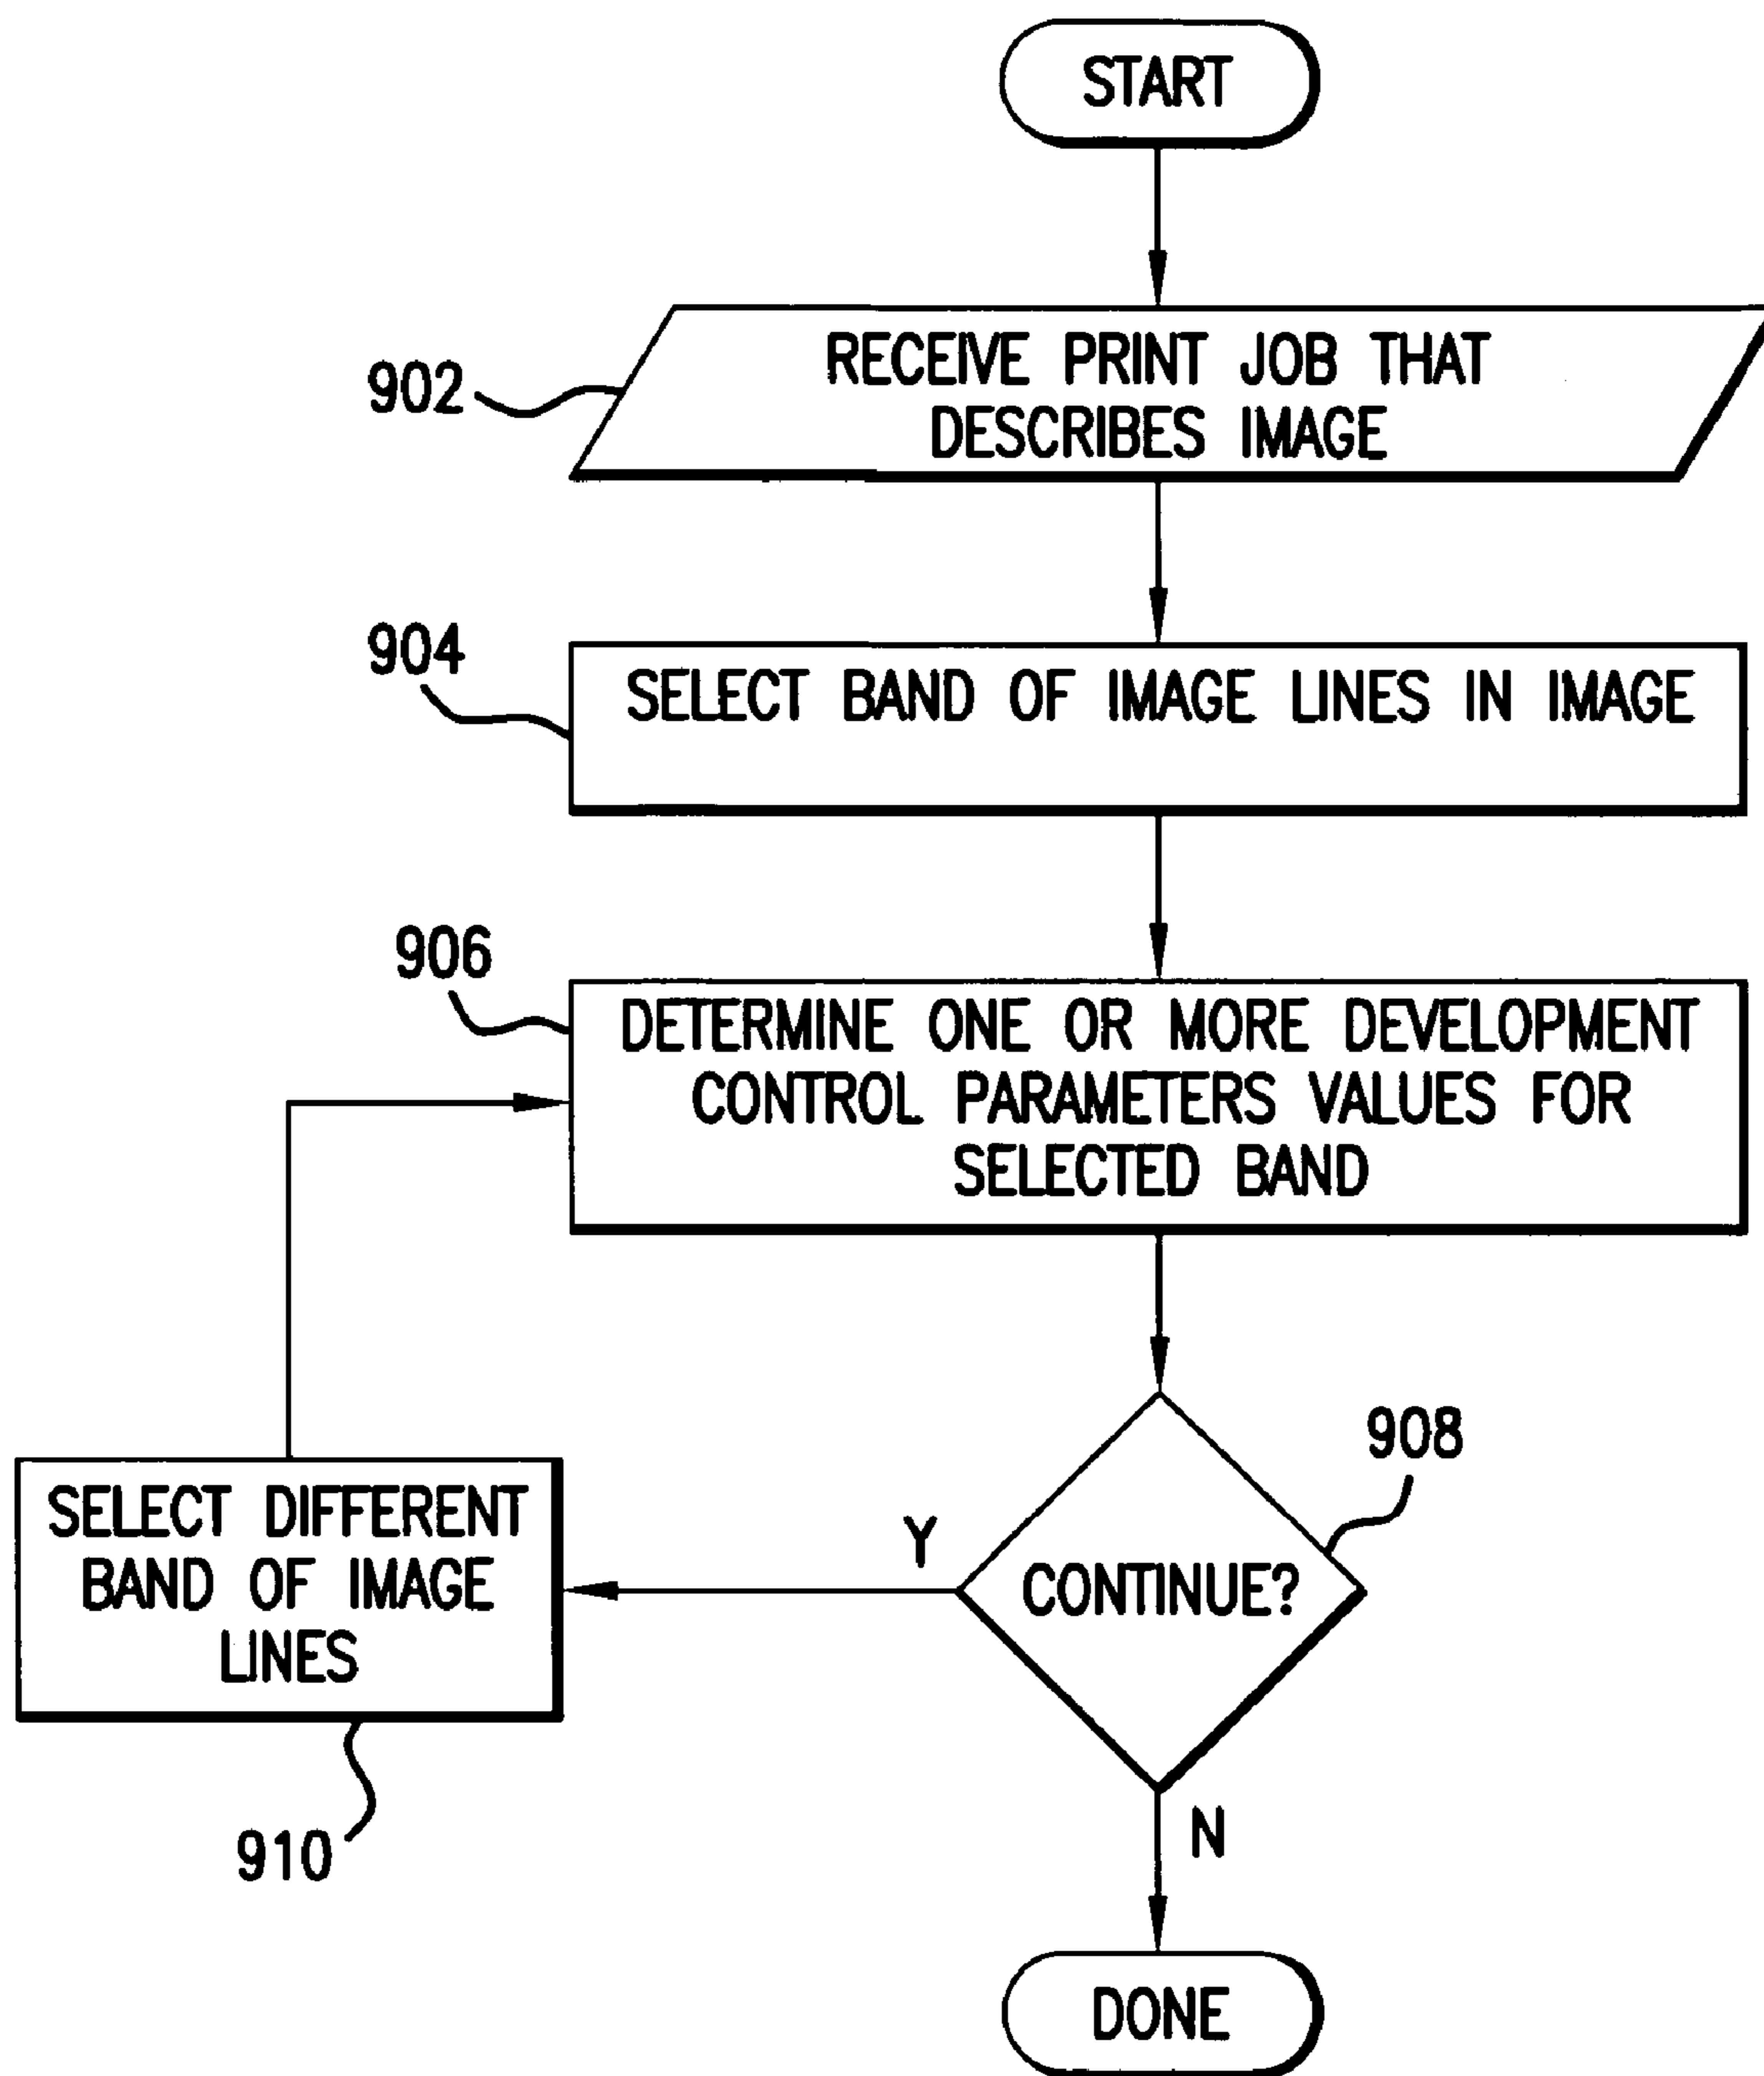 START
902
RECEIVE PRINT JOB THAT
DESCRIBES IMAGE
904
SELECT BAND OF IMAGE LINES IN IMAGE
906
DETERMINE ONE OR MORE DEVELOPMENT
CONTROL PARAMETERS VALUES FOR
SELECTED BAND
908
CONTINUE?
Y
SELECT DIFFERENT
BAND OF IMAGE
LINES
910
N
DONE